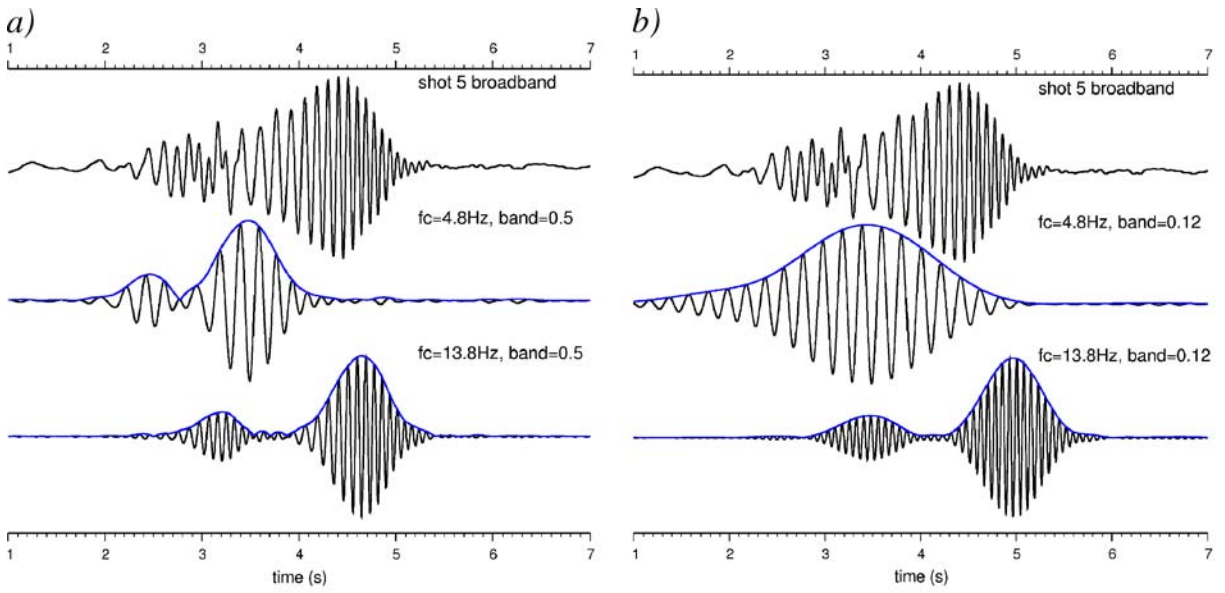 a)
1 2 3 4 5 6 7
shot 5 broadband
fc=4.8Hz, band=0.5
fc=13.8Hz, band=0.5
1 2 3 4 5 6 7
time (s)
b)
1 2 3 4 5 6 7
shot 5 broadband
fc=4.8Hz, band=0.12
fc=13.8Hz, band=0.12
1 2 3 4 5 6 7
time (s)